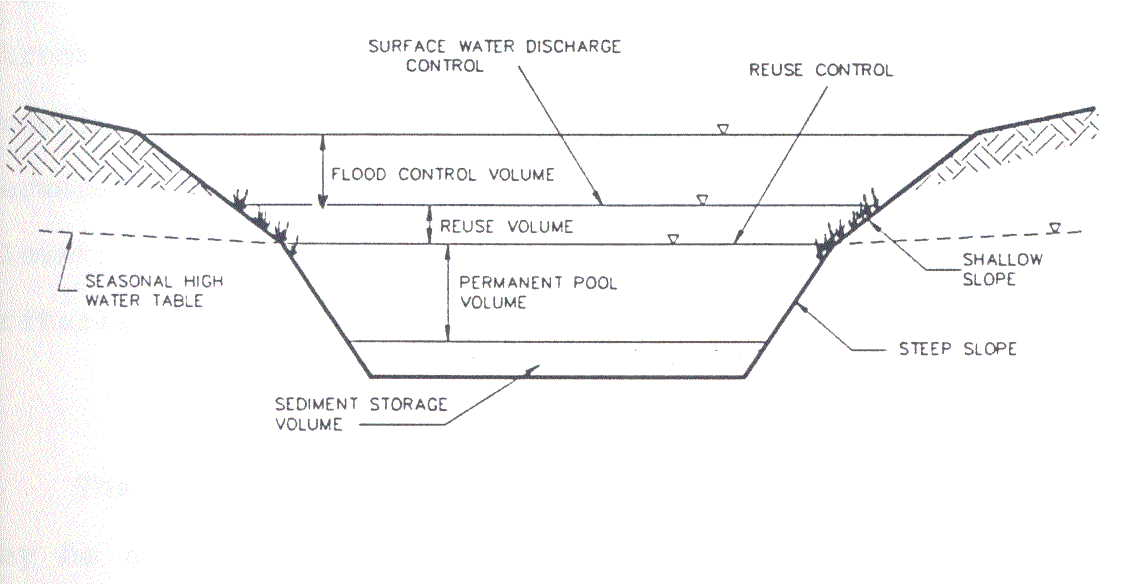 SURFACE WATER DISCHARGE
CONTROL
REUSE CONTROL
FLOOD CONTROL VOLUME
REUSE VOLUME
SEASONAL HIGH
WATER TABLE
PERMANENT POOL
VOLUME
SHALLOW
SLOPE
STEEP SLOPE
SEDIMENT STORAGE
VOLUME
The